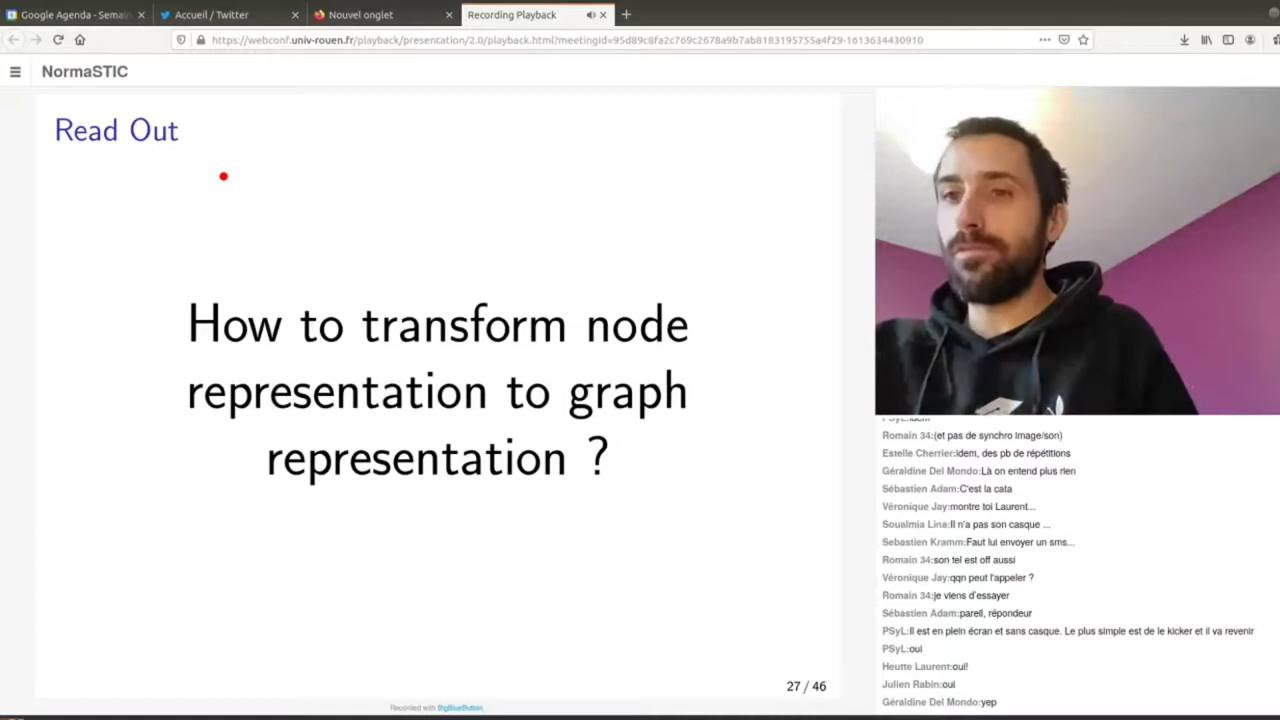 Google Agenda - Semain
Accueil / Twitter
Nouvel onglet
Recording Playback
https://webconf.univ-rouen.fr/playback/presentation/2.0/playback.html?meetingId=95d89c8fa2c769c2678a9b7ab8183195755a4f29-1613634430910
NormaSTIC
Read Out
How to transform node
representation to graph
representation ?
27 / 46
Recorded with BigBlueButton
Romain 34:(et pas de synchro image/son)
Estelle Cherrier:idem, des pb de répétitions
Géraldine Del Mondo:Là on entend plus rien
Sébastien Adam:C'est la cata
Véronique Jay:montre toi Laurent...
Soualmia Lina:Il n'a pas son casque ...
Sebastien Kramm:Faut lui envoyer un sms...
Romain 34:son tel est off aussi
Véronique Jay:qqn peut l'appeler ?
Romain 34:je viens d'essayer
Sébastien Adam:pareil, répondeur
PSyL:Il est en plein écran et sans casque. Le plus simple est de le kicker et il va revenir
PSyL:oui
Heutte Laurent:oui!
Julien Rabin:oui
Géraldine Del Mondo:yep